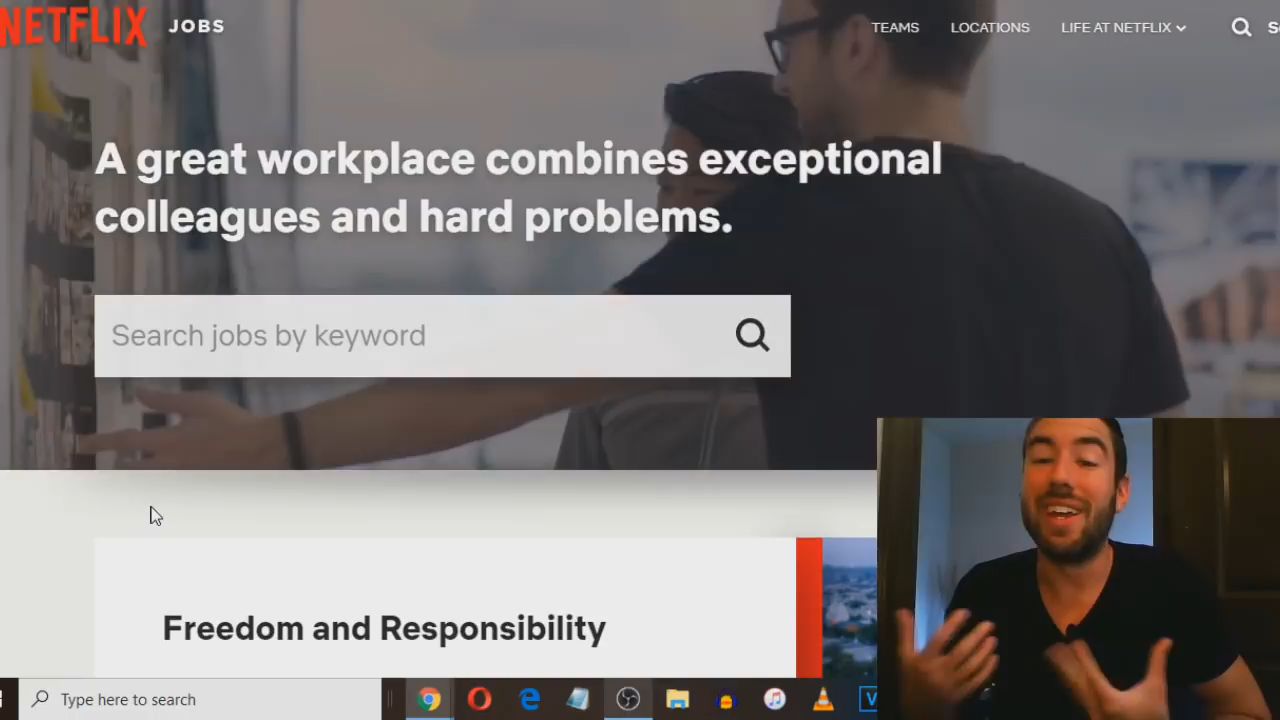 NETFLIX JOBS
TEAMS LOCATIONS LIFE AT NETFLIX
A great workplace combines exceptional
colleagues and hard problems.
Search jobs by keyword
Freedom and Responsibility
Type here to search